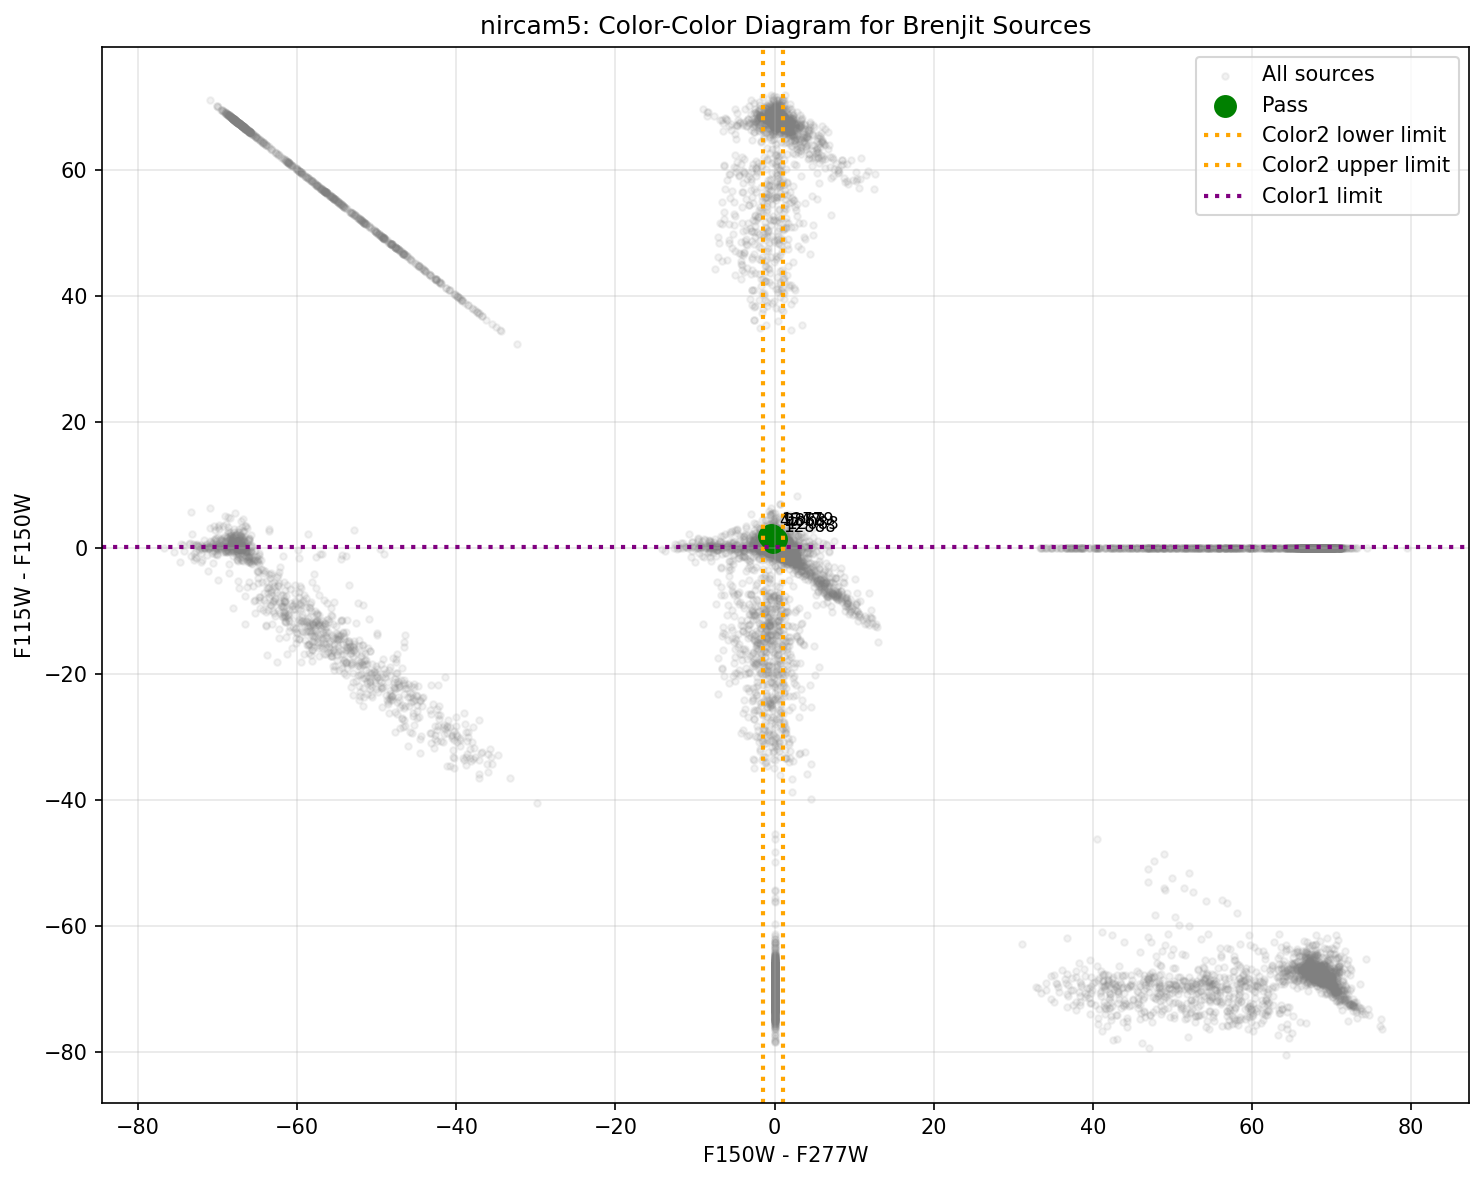 nircam5: Color-Color Diagram for Brenjit Sources
All sources
Pass
Color2 lower limit
Color2 upper limit
Color1 limit
60
40
20
0
−20
−40
−60
−80
F115W - F150W
−80
−60
−40
−20
0
20
40
60
80
F150W - F277W